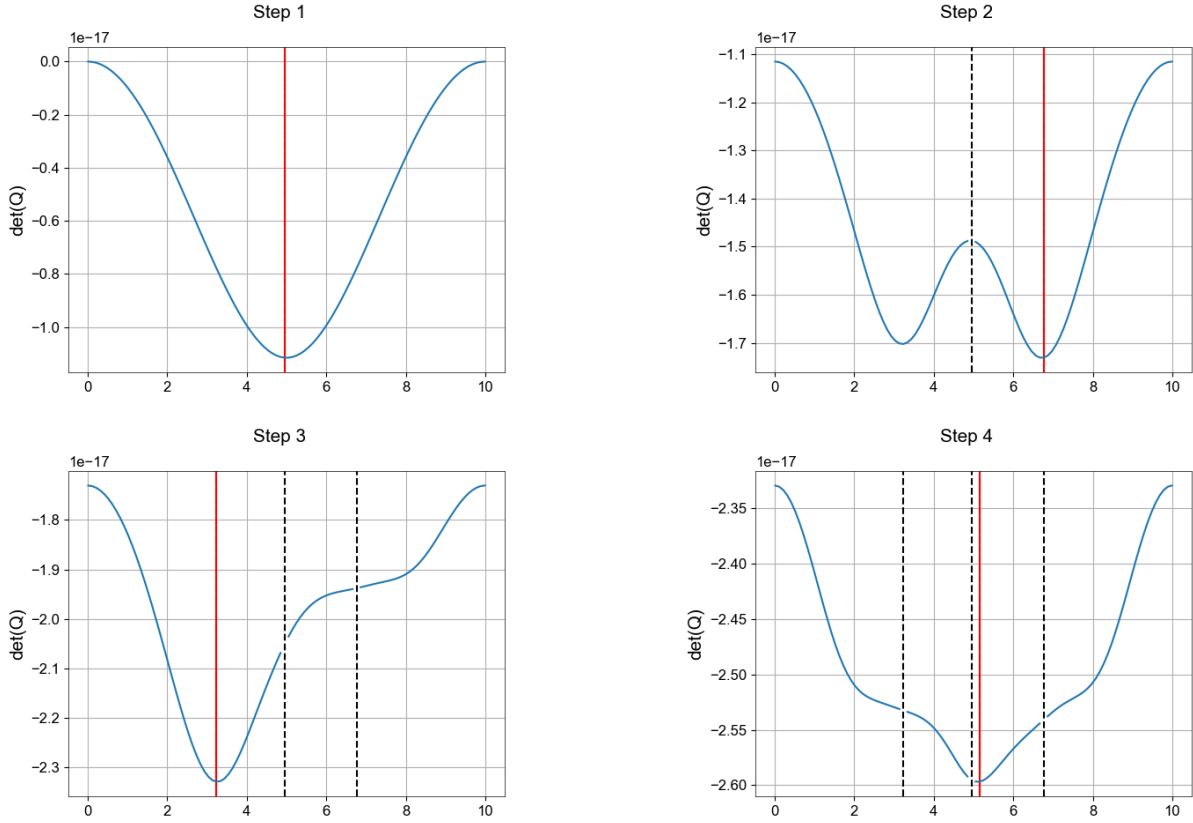 Step 1
1e−17
det(Q)
0.0
−0.2
−0.4
−0.6
−0.8
−1.0
0 2 4 6 8 10
Step 2
1e−17
det(Q)
−1.1
−1.2
−1.3
−1.4
−1.5
−1.6
−1.7
0 2 4 6 8 10
Step 3
1e−17
det(Q)
−1.8
−1.9
−2.0
−2.1
−2.2
−2.3
0 2 4 6 8 10
Step 4
1e−17
det(Q)
−2.35
−2.40
−2.45
−2.50
−2.55
−2.60
0 2 4 6 8 10